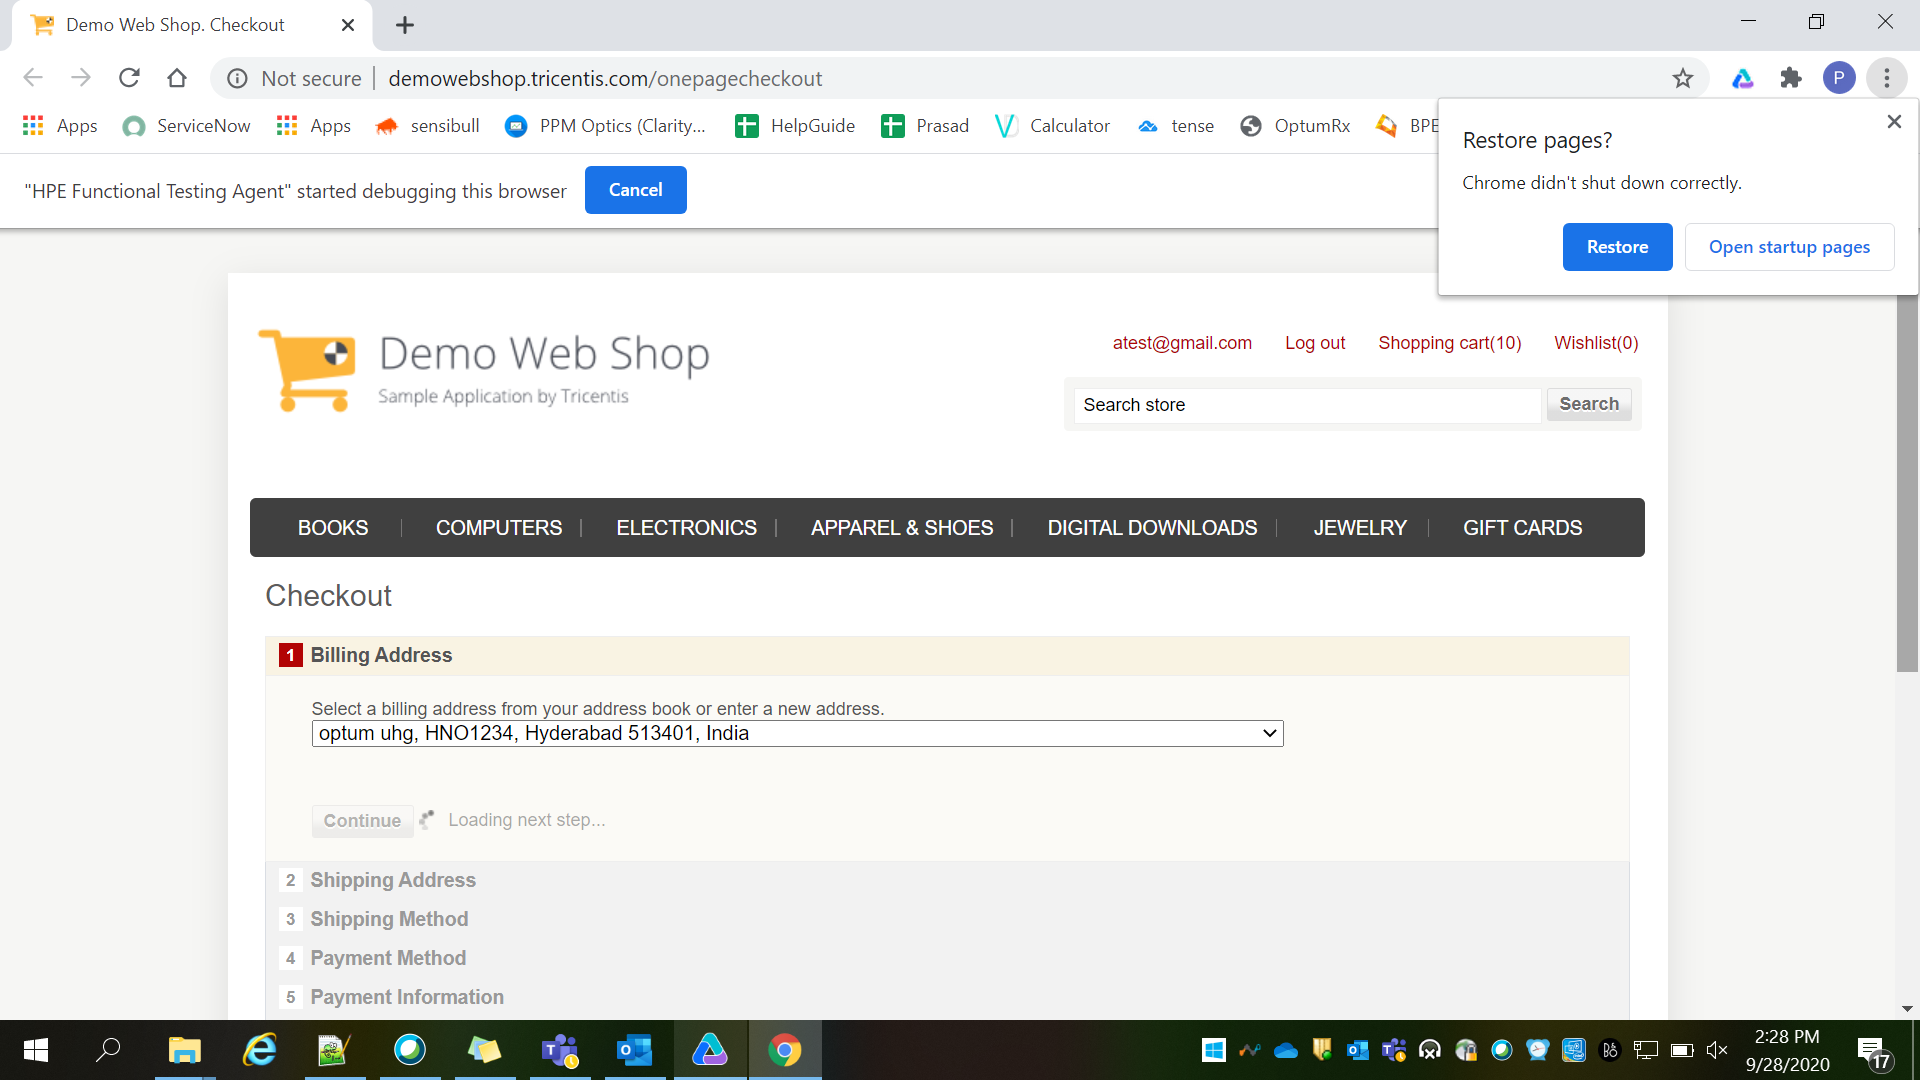 Demo Web Shop. Checkout
Not secure demowebshop.tricentis.com/onepagecheckout
P
Apps ServiceNow Apps sensibull PPM Optics (Clarity... HelpGuide Prasad Calculator tense OptumRx BPE
Restore pages?
Chrome didn't shut down correctly.
Restore Open startup pages
"HPE Functional Testing Agent" started debugging this browser Cancel
Demo Web Shop
Sample Application by Tricentis
atest@gmail.com Log out Shopping cart(10) Wishlist(0)
Search store Search
BOOKS COMPUTERS ELECTRONICS APPAREL & SHOES DIGITAL DOWNLOADS JEWELRY GIFT CARDS
Checkout
1 Billing Address
Select a billing address from your address book or enter a new address.
optum uhg, HNO1234, Hyderabad 513401, India
Continue Loading next step...
2 Shipping Address
3 Shipping Method
4 Payment Method
5 Payment Information
2:28 PM
9/28/2020
17